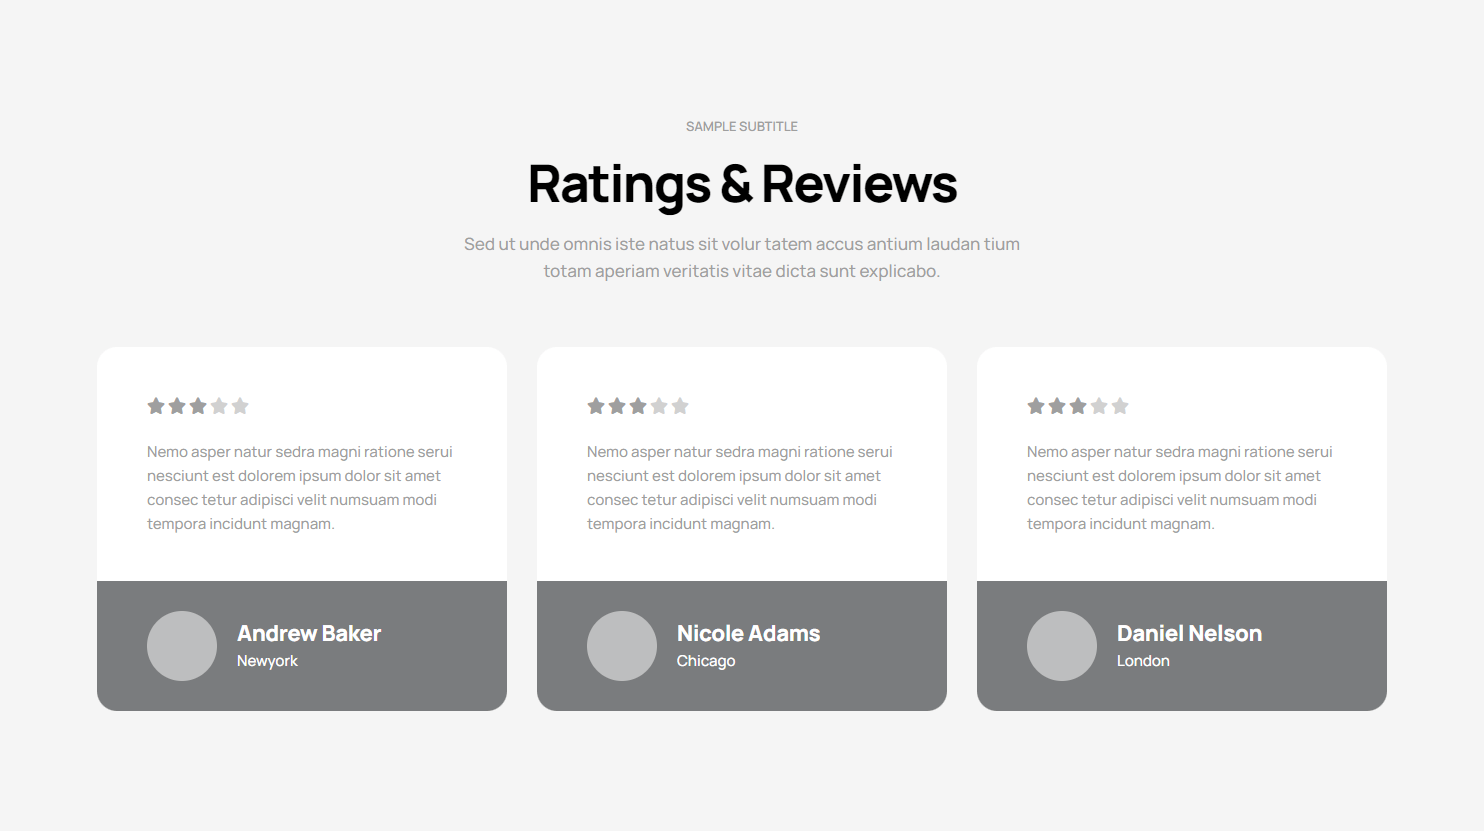 SAMPLE SUBTITLE
Ratings & Reviews
Sed ut unde omnis iste natus sit volur tatem accus antium laudan tium
totam aperiam veritatis vitae dicta sunt explicabo.
Nemo asper natur sedra magni ratione serui
nesciunt est dolorem ipsum dolor sit amet
consec tetur adipisci velit numsuam modi
tempora incidunt magnam.
Andrew Baker
Newyork
Nemo asper natur sedra magni ratione serui
nesciunt est dolorem ipsum dolor sit amet
consec tetur adipisci velit numsuam modi
tempora incidunt magnam.
Nicole Adams
Chicago
Nemo asper natur sedra magni ratione serui
nesciunt est dolorem ipsum dolor sit amet
consec tetur adipisci velit numsuam modi
tempora incidunt magnam.
Daniel Nelson
London